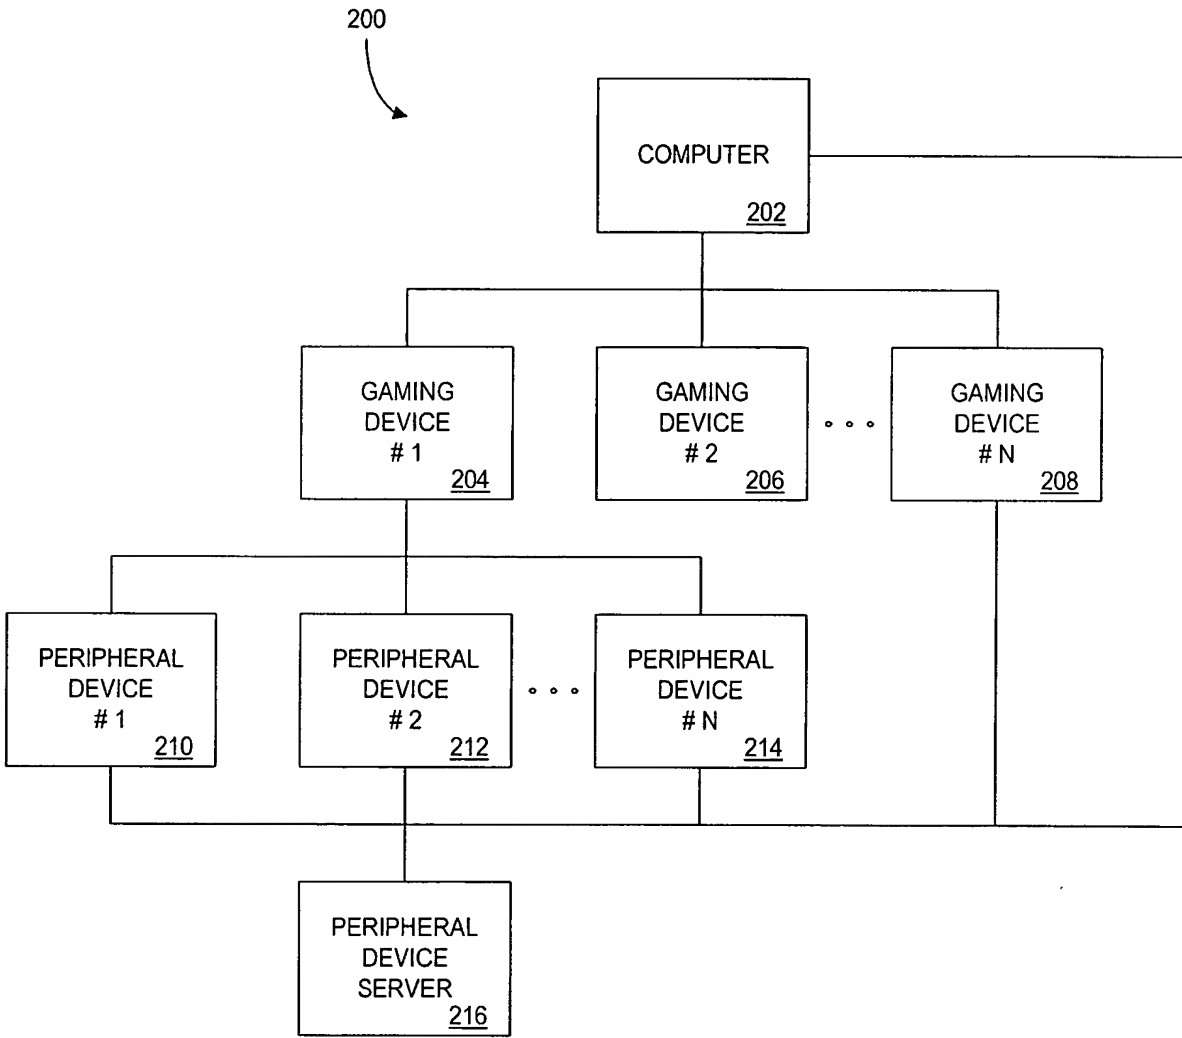 200
COMPUTER
202
GAMING
DEVICE
# 1
204
GAMING
DEVICE
# 2
206
GAMING
DEVICE
# N
208
PERIPHERAL
DEVICE
# 1
210
PERIPHERAL
DEVICE
# 2
212
PERIPHERAL
DEVICE
# N
214
PERIPHERAL
DEVICE
SERVER
216